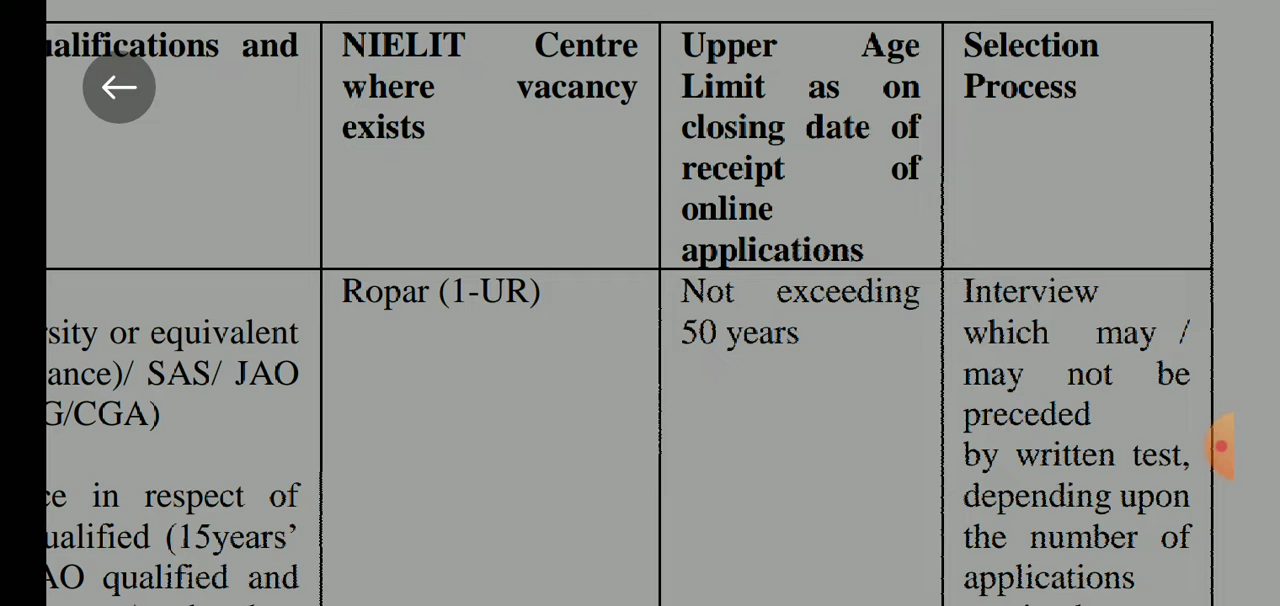 ualifications and
NIELIT Centre
where vacancy
exists
Upper Age
Limit as on
closing date of
receipt of
online
applications
Selection
Process
rsity or equivalent
ance)/ SAS/ JAO
G/CGA)
ce in respect of
ualified (15years'
AO qualified and
Ropar (1-UR)
Not exceeding
50 years
Interview
which may /
may not be
preceded
by written test,
depending upon
the number of
applications